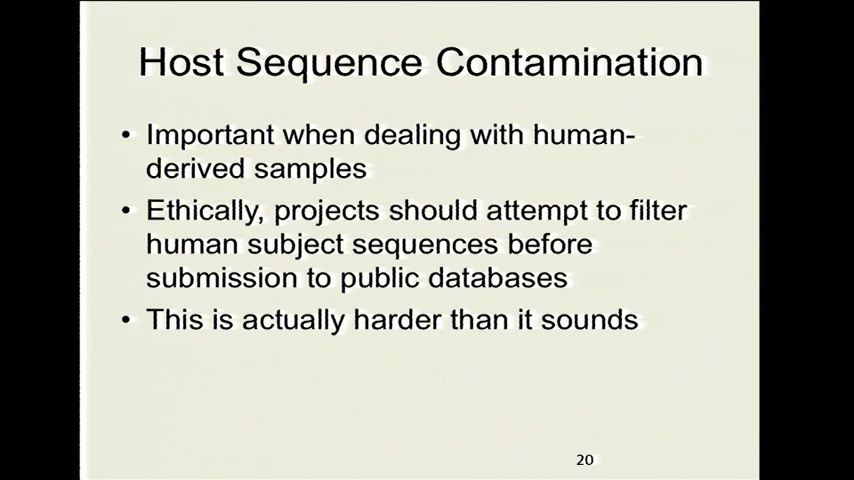 Host Sequence Contamination
• Important when dealing with human-
derived samples
• Ethically, projects should attempt to filter
human subject sequences before
submission to public databases
• This is actually harder than it sounds
20